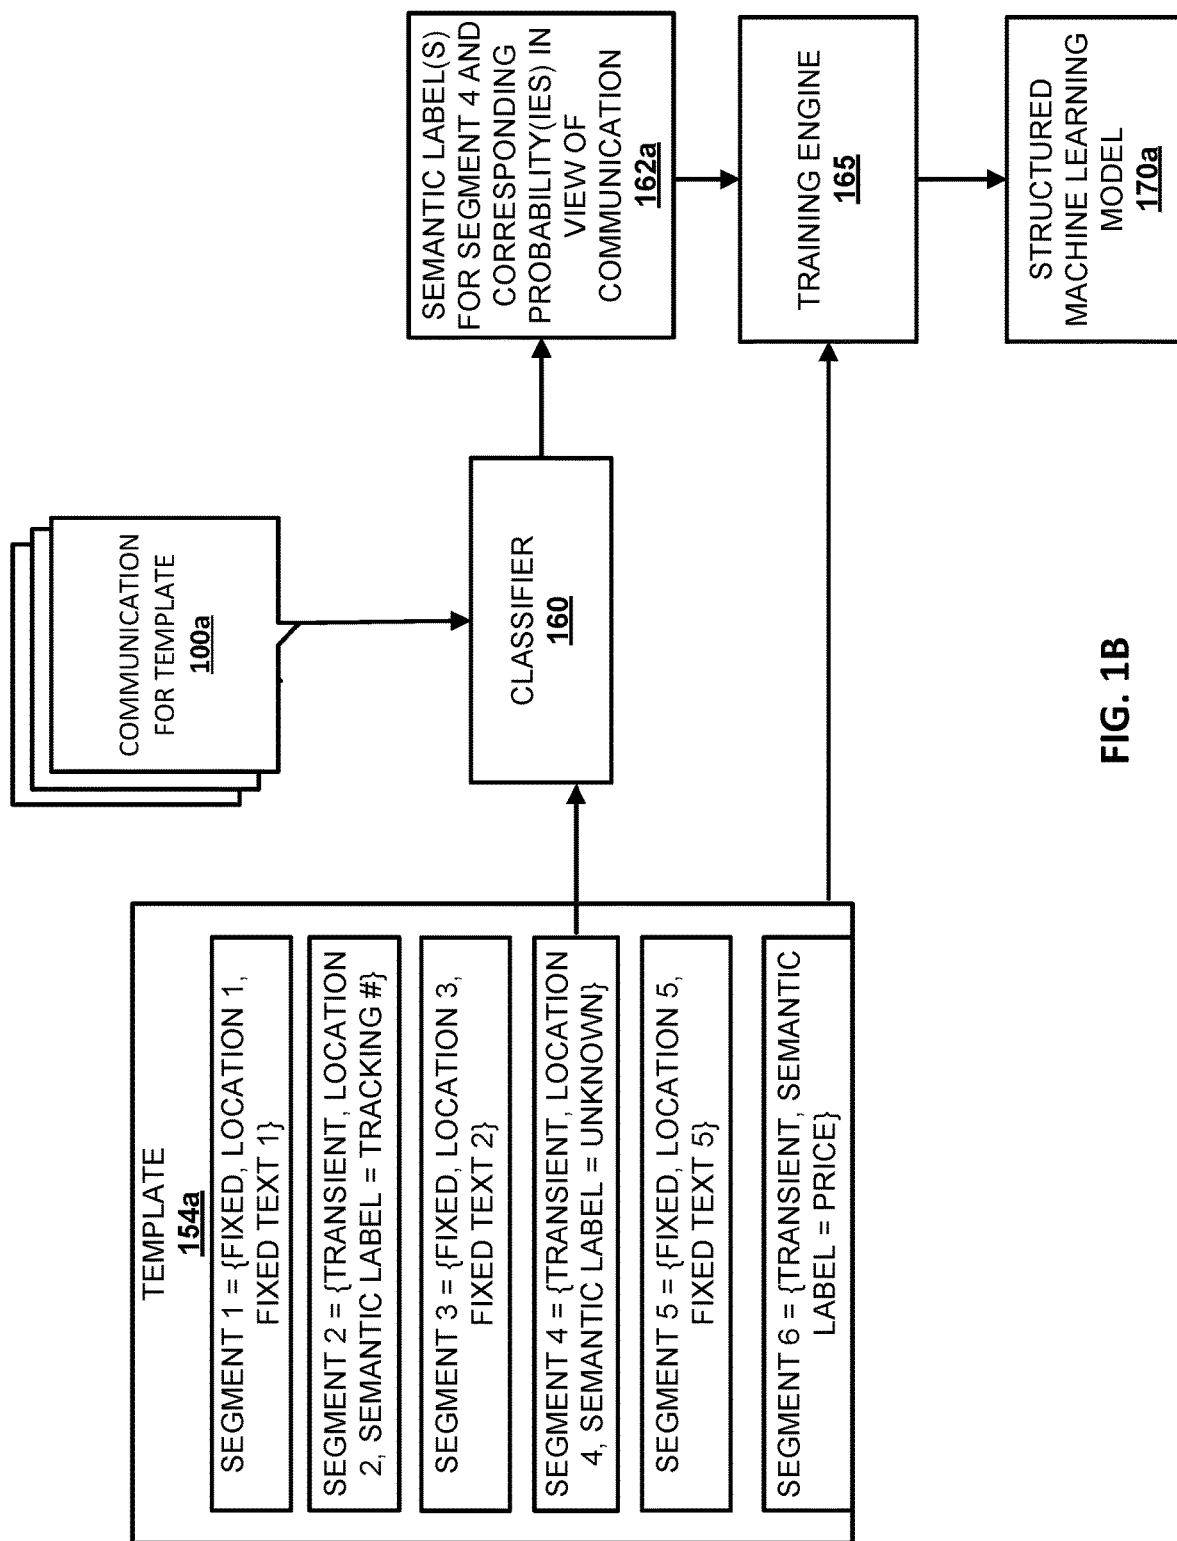 TEMPLATE
154a
SEGMENT 1 = {FIXED, LOCATION 1,
FIXED TEXT 1}
SEGMENT 2 = {TRANSIENT, LOCATION
2, SEMANTIC LABEL = TRACKING #}
SEGMENT 3 = {FIXED, LOCATION 3,
FIXED TEXT 2}
SEGMENT 4 = {TRANSIENT, LOCATION
4, SEMANTIC LABEL = UNKNOWN}
SEGMENT 5 = {FIXED, LOCATION 5,
FIXED TEXT 5}
SEGMENT 6 = {TRANSIENT, SEMANTIC
LABEL = PRICE}
COMMUNICATION
FOR TEMPLATE
100a
CLASSIFIER
160
SEMANTIC LABEL(S)
FOR SEGMENT 4 AND
CORRESPONDING
PROBABILITY(IES) IN
VIEW OF
COMMUNICATION
162a
TRAINING ENGINE
165
STRUCTURED
MACHINE LEARNING
MODEL
170a
FIG. 1B